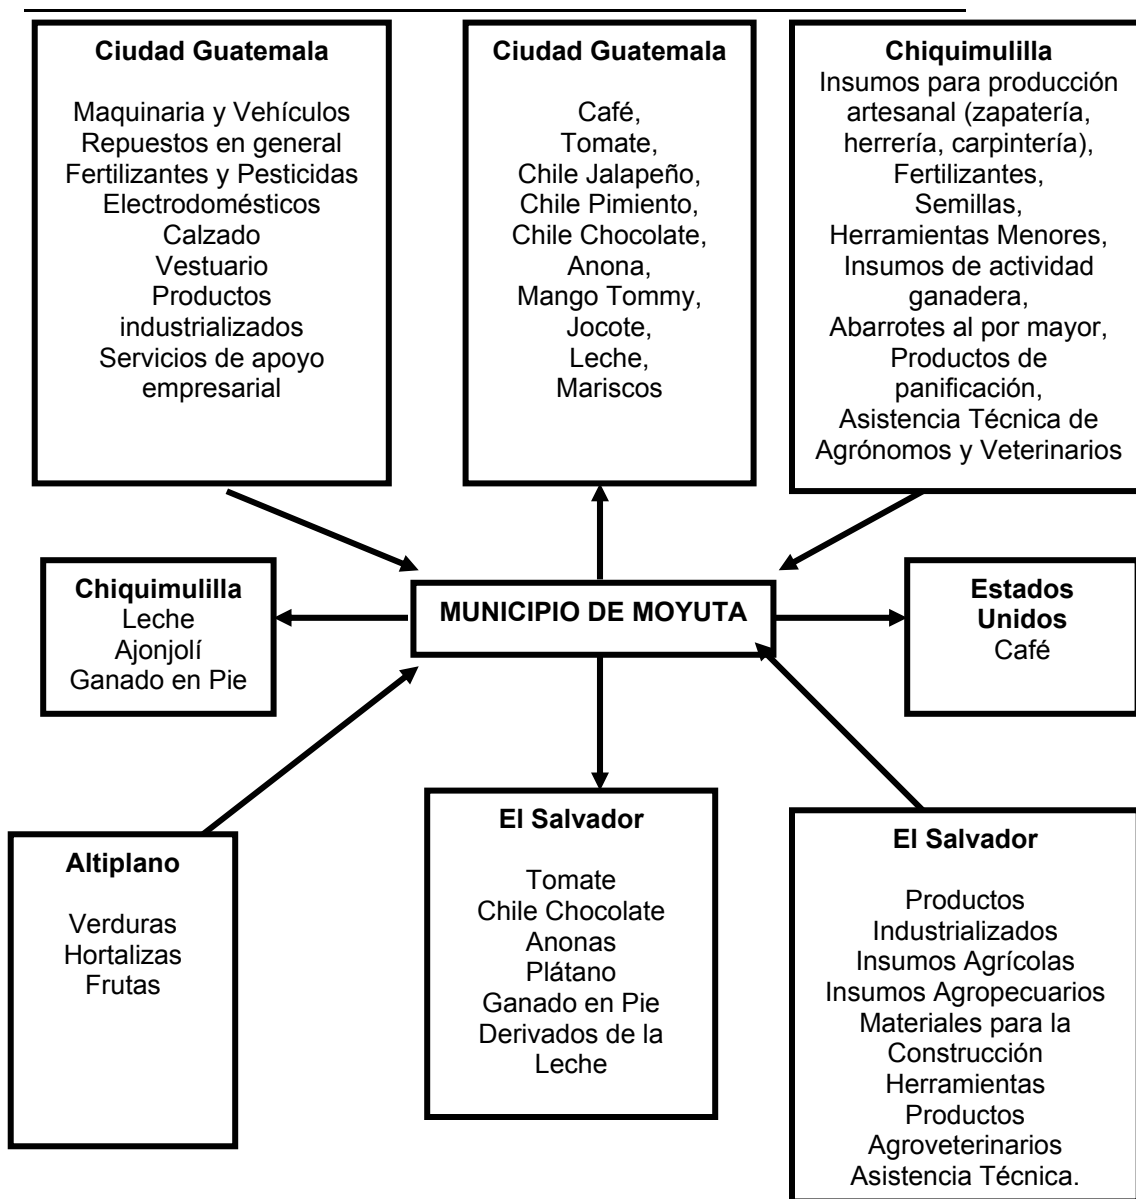 Ciudad Guatemala
Maquinaria y Vehículos
Repuestos en general
Fertilizantes y Pesticidas
Electrodomésticos
Calzado
Vestuario
Productos
industrializados
Servicios de apoyo
empresarial
Ciudad Guatemala
Café,
Tomate,
Chile Jalapeño,
Chile Pimiento,
Chile Chocolate,
Anona,
Mango Tommy,
Jocote,
Leche,
Mariscos
Chiquimulilla
Insumos para producción
artesanal (zapatería,
herrería, carpintería),
Fertilizantes,
Semillas,
Herramientas Menores,
Insumos de actividad
ganadera,
Abarrotes al por mayor,
Productos de
panificación,
Asistencia Técnica de
Agrónomos y Veterinarios
Chiquimulilla
Leche
Ajonjolí
Ganado en Pie
MUNICIPIO DE MOYUTA
Estados
Unidos
Café
Altiplano
Verduras
Hortalizas
Frutas
El Salvador
Tomate
Chile Chocolate
Anonas
Plátano
Ganado en Pie
Derivados de la
Leche
El Salvador
Productos
Industrializados
Insumos Agrícolas
Insumos Agropecuarios
Materiales para la
Construcción
Herramientas
Productos
Agroveterinarios
Asistencia Técnica.